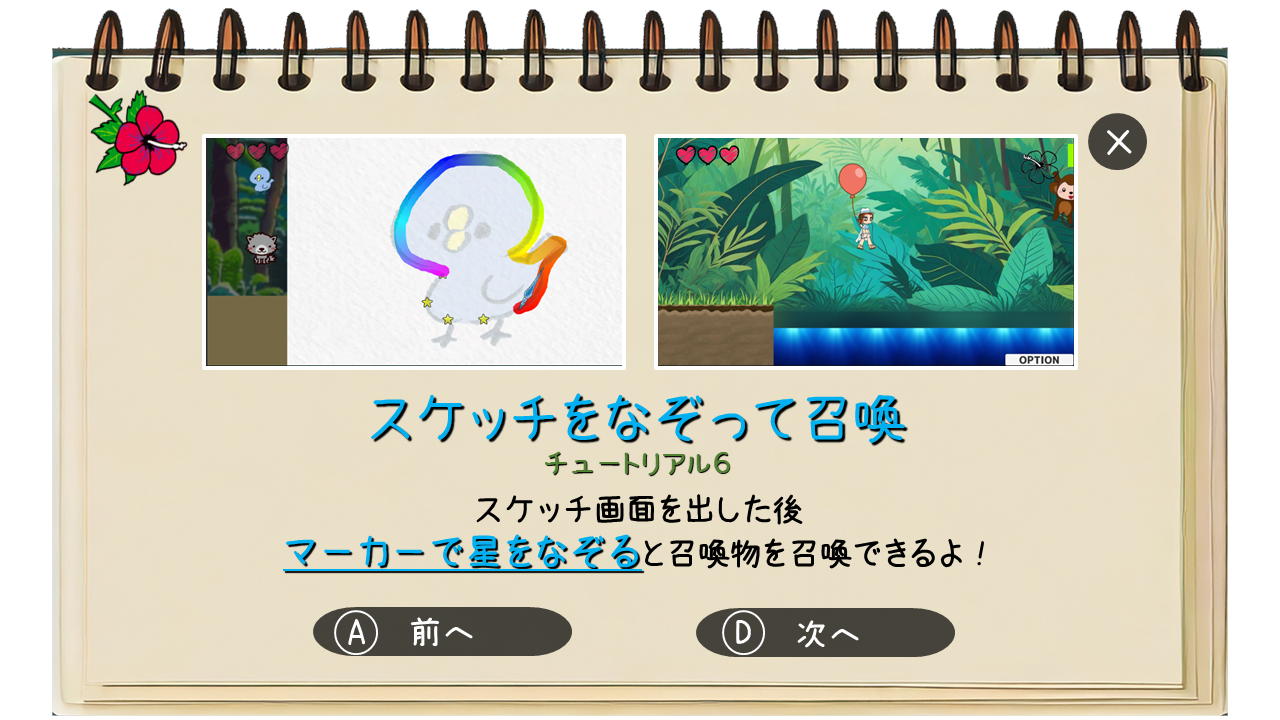 OPTION
スケッチをなぞって召喚
チュートリアル6
スケッチ画面を出した後
マーカーで星をなぞると召喚物を召喚できるよ！
A 前へ
D 次へ